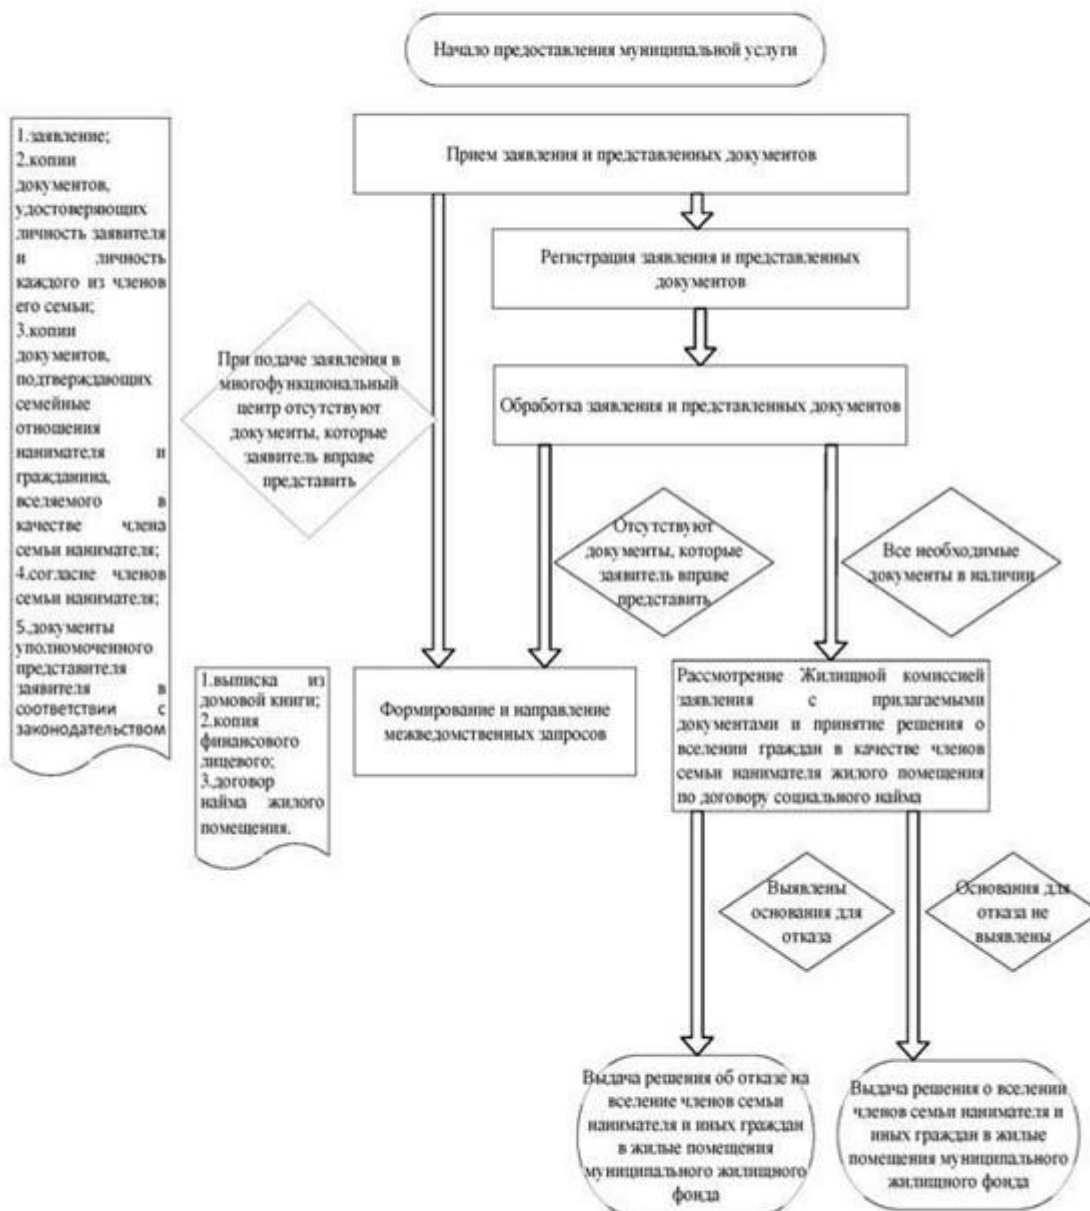 Начало предоставления муниципальной услуги
Прием заявления и представленных документов
1.заявление;
2.копии
документов,
удостоверяющих
личность заявителя
и личность
каждого из членов
его семьи;
3.копии
документов,
подтверждающих
семейные
отношения
нанимателя и
гражданина,
вселяемого в
качестве члена
семьи нанимателя;
4.согласие членов
семьи нанимателя;
5.документы
уполномоченного
представителя
заявителя в
соответствии с
законодательством
Регистрация заявления и представленных
документов
При подаче заявления в
многофункциональный
центр отсутствуют
документы, которые
заявитель вправе
представить
Обработка заявления и представленных документов
Отсутствуют
документы, которые
заявитель вправе
представить
Все необходимые
документы в наличии
1.выписка из
домовой книги;
2.копия
финансового
лицевого;
3.договор
найма жилого
помещения.
Формирование и направление
межведомственных запросов
Рассмотрение Жилищной комиссией
заявления с прилагаемыми
документами и принятие решения о
вселении граждан в качестве членов
семьи нанимателя жилого помещения
по договору социального найма
Выявлены
основания для
отказа
Основания для
отказа не
выявлены
Выдача решения об отказе на
вселение членов семьи
нанимателя и иных граждан
в жилые помещения
муниципального жилищного
фонда
Выдача решения о вселении
членов семьи нанимателя и
иных граждан в жилые
помещения муниципального
жилищного фонда